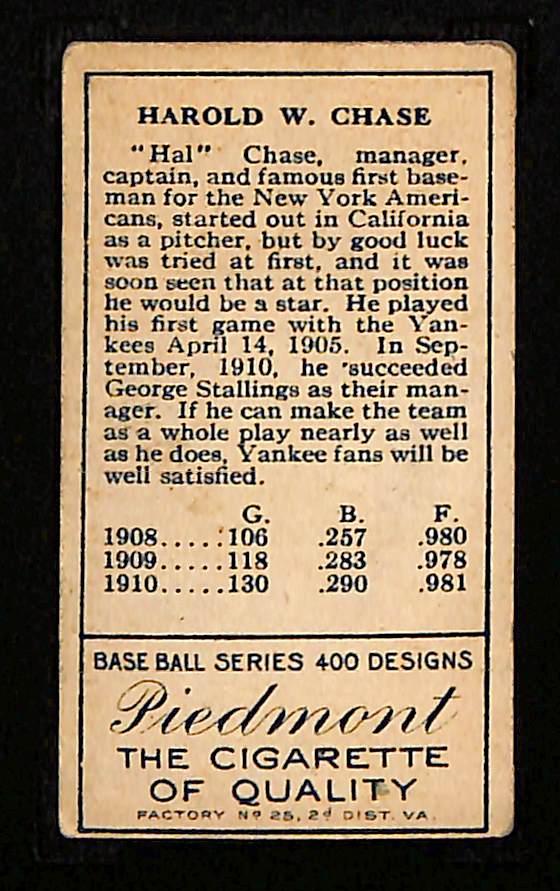 HAROLD W. CHASE
"Hal" Chase, manager,
captain, and famous first base-
man for the New York Ameri-
cans, started out in California
as a pitcher, but by good luck
was tried at first, and it was
soon seen that at that position
he would be a star. He played
his first game with the Yan-
kees April 14, 1905. In Sep-
tember, 1910, he succeeded
George Stallings as their man-
ager. If he can make the team
as a whole play nearly as well
as he does, Yankee fans will be
well satisfied.
G. B. F.
1908.....106 .257 .980
1909.....118 .283 .978
1910.....130 .290 .981
BASE BALL SERIES 400 DESIGNS
Piedmont
THE CIGARETTE
OF QUALITY
FACTORY Nº 25, 2d DIST. VA.